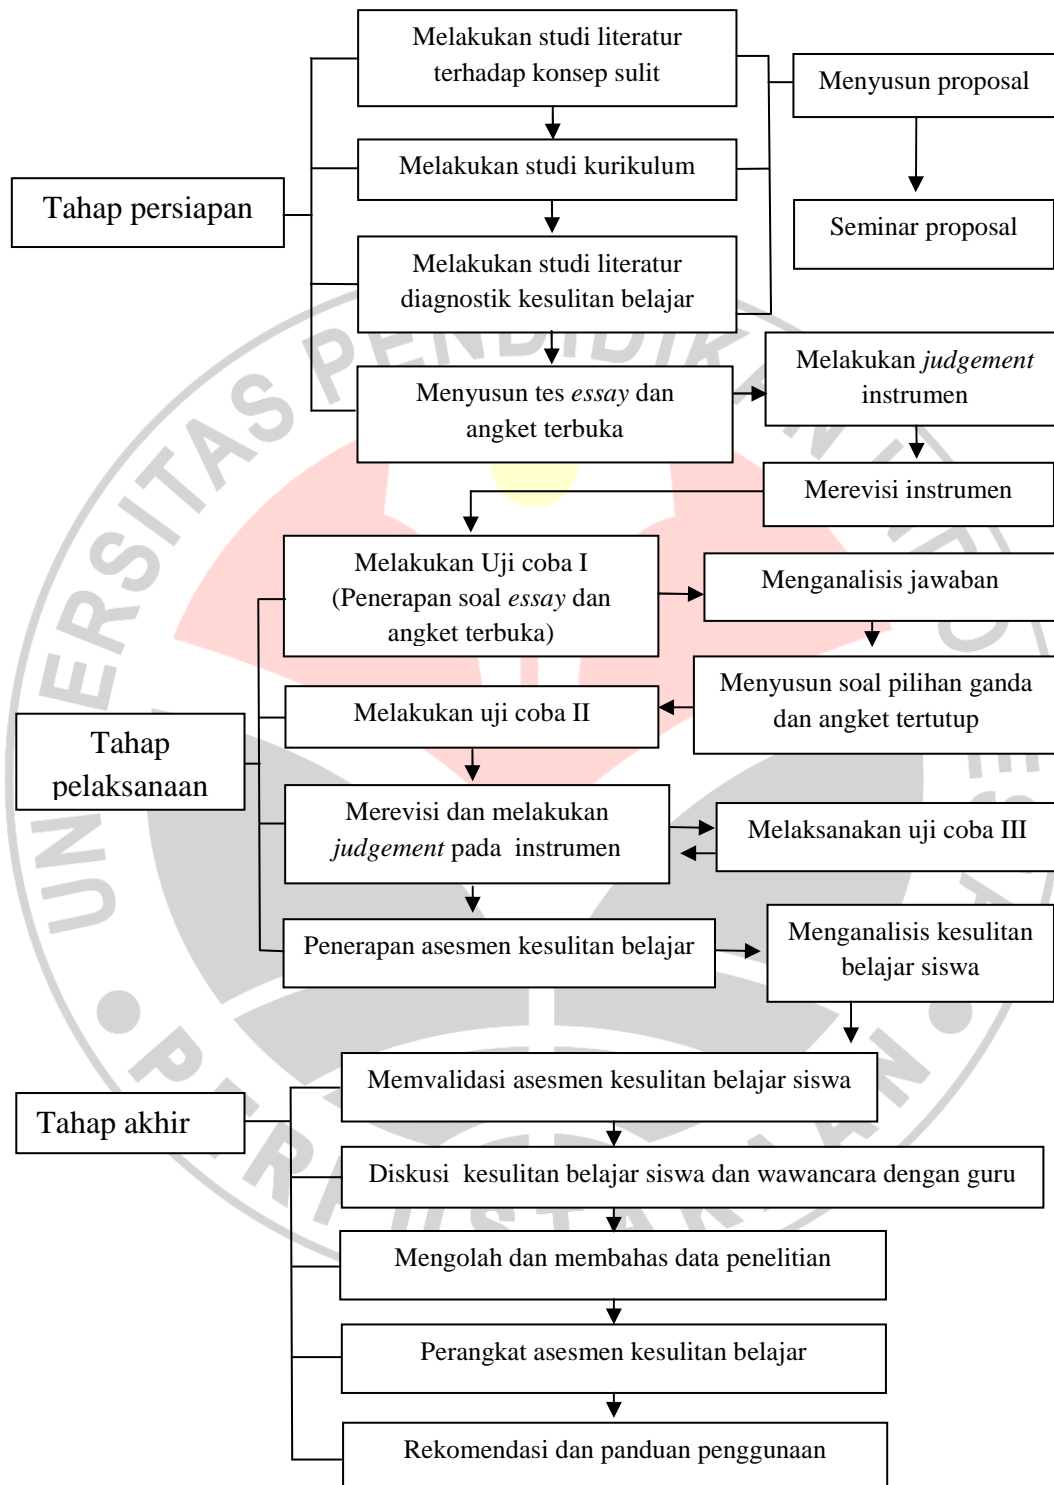 Melakukan studi literatur
terhadap konsep sulit
Menyusun proposal
Melakukan studi kurikulum
Tahap persiapan
Seminar proposal
Melakukan studi literatur
diagnostik kesulitan belajar
Menyusun tes essay dan
angket terbuka
Melakukan judgement
instrumen
Merevisi instrumen
Melakukan Uji coba I
(Penerapan soal essay dan
angket terbuka)
Menganalisis jawaban
Menyusun soal pilihan ganda
dan angket tertutup
Melakukan uji coba II
Tahap
pelaksanaan
Merevisi dan melakukan
judgement pada  instrumen
Melaksanakan uji coba III
Penerapan asesmen kesulitan belajar
Menganalisis kesulitan
belajar siswa
Memvalidasi asesmen kesulitan belajar siswa
Tahap akhir
Diskusi  kesulitan belajar siswa dan wawancara dengan guru
Mengolah dan membahas data penelitian
Perangkat asesmen kesulitan belajar
Rekomendasi dan panduan penggunaan